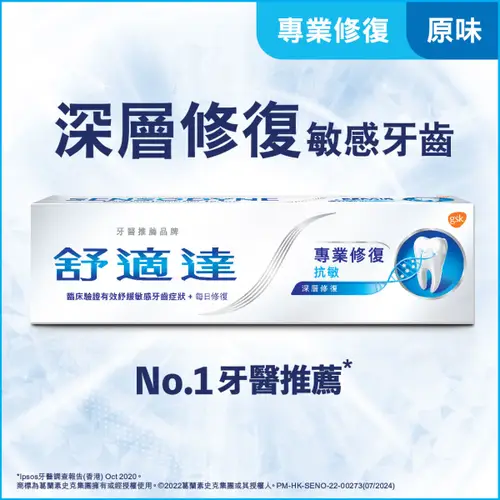 專業修復
原味
深層修復敏感牙齒
SENSODYNE
牙醫推薦品牌
舒適達
臨床驗證有效紓緩敏感牙齒症狀 + 每日修復
專業修復
抗敏
深層修復
gsk
No.1牙醫推薦*
*Ipsos牙醫調查報告(香港) Oct 2020。
商標為葛蘭素史克集團擁有或經授權使用。©2022葛蘭素史克集團或其授權人。PM-HK-SENO-22-00273(07/2024)